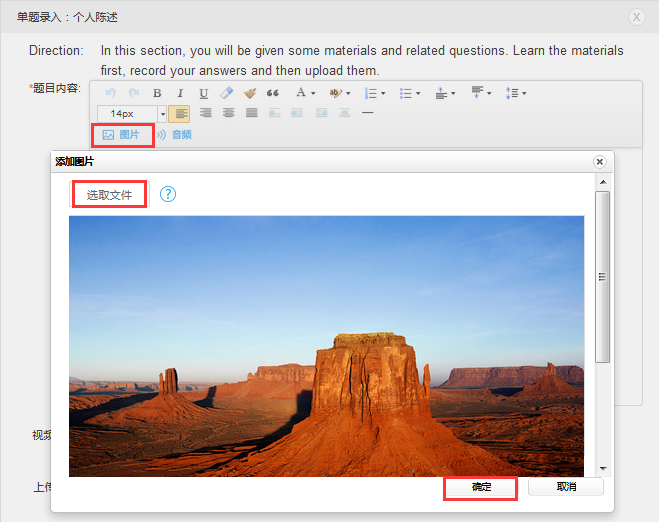 单题录入：个人陈述
Direction: In this section, you will be given some materials and related questions. Learn the materials
first, record your answers and then upload them.
*题目内容:
B I U A ab
14px
图片 音频
添加图片
选取文件 ?
视频
上传
确定 取消